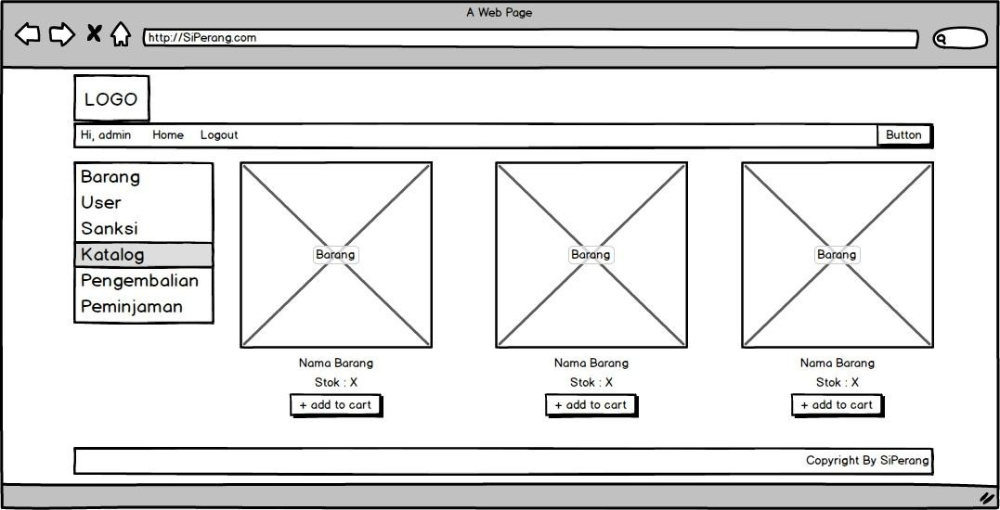 A Web Page
http://SiPerang.com
LOGO
Hi, admin Home Logout Button
Barang
User
Sanksi
Katalog
Pengembalian
Peminjaman
Barang Barang Barang
Nama Barang Nama Barang Nama Barang
Stok : X Stok : X Stok : X
+ add to cart + add to cart + add to cart
Copyright By SiPerang